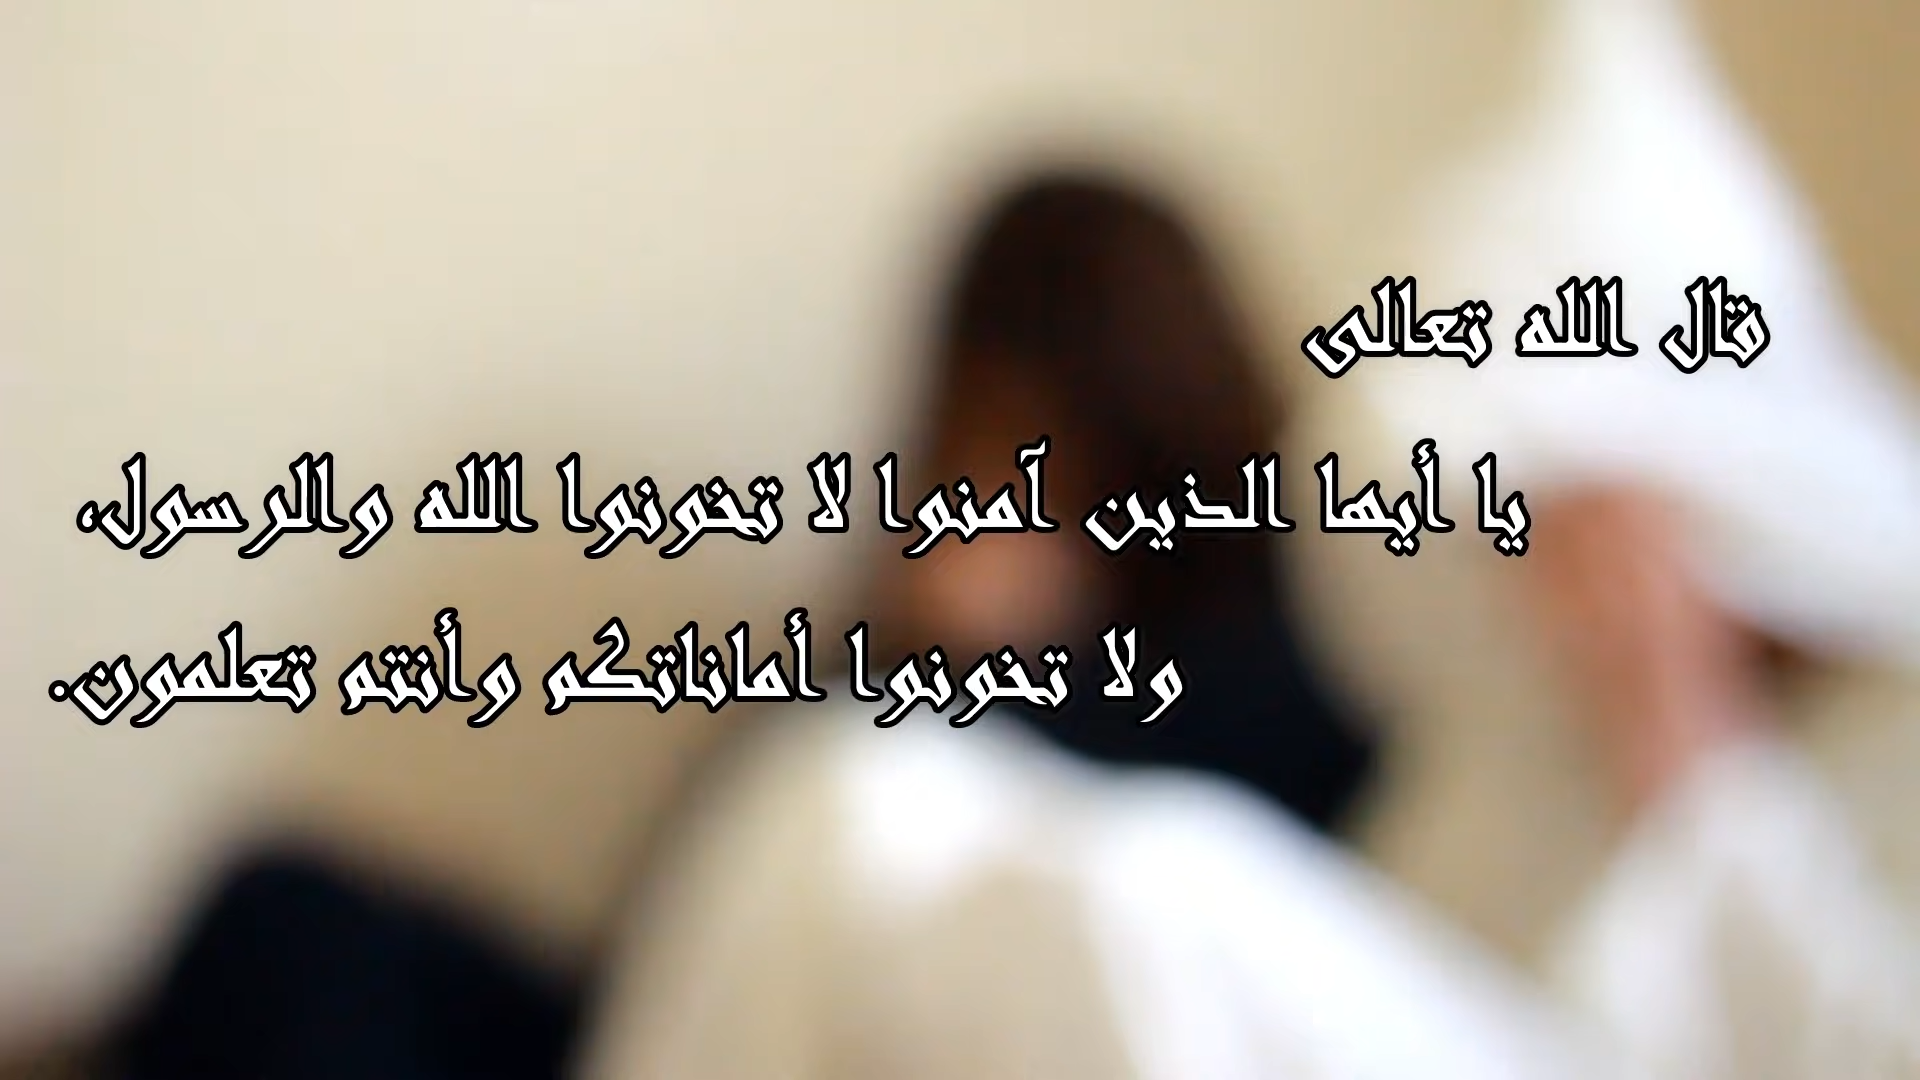 قال الله تعالى
يا أيها الذين آمنوا لا تخونوا الله والرسول،
ولا تخونوا أماناتكم وأنتم تعلمون.